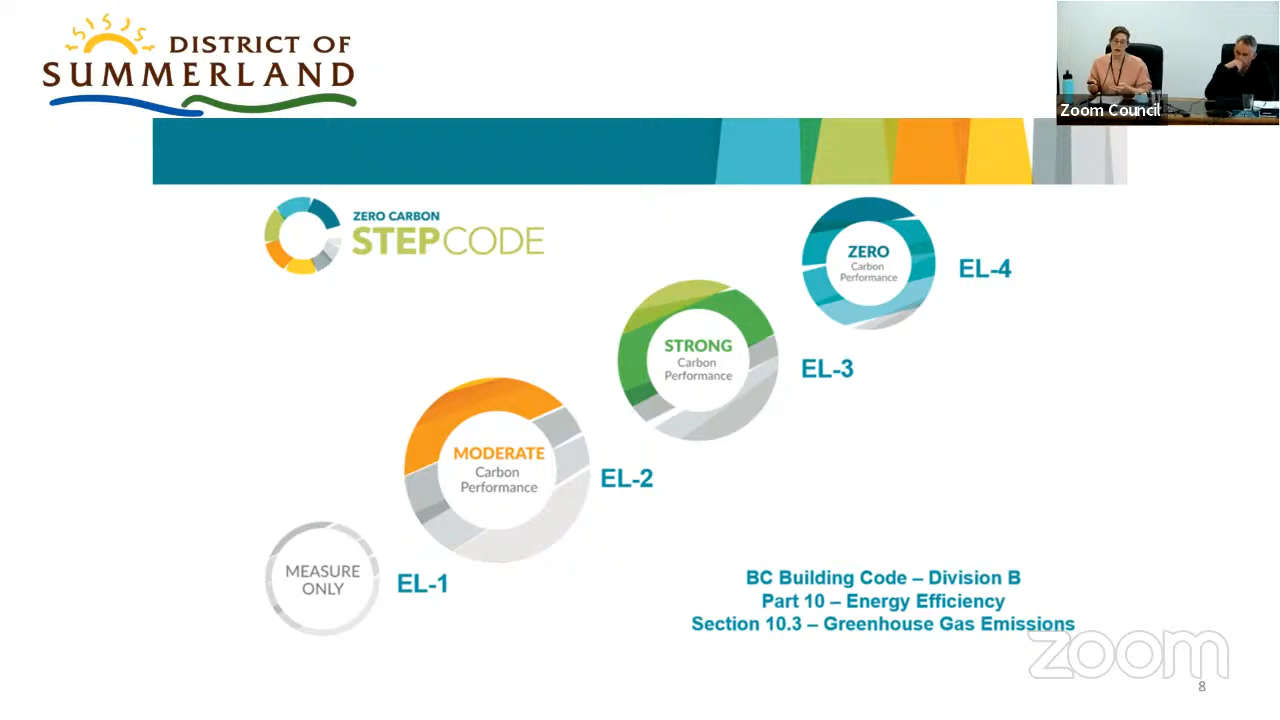 DISTRICT OF
SUMMERLAND
Zoom Council
ZERO CARBON
STEPCODE
ZERO
Carbon
Performance
EL-4
STRONG
Carbon
Performance
EL-3
MODERATE
Carbon
Performance
EL-2
MEASURE
ONLY
EL-1
BC Building Code – Division B
Part 10 – Energy Efficiency
Section 10.3 – Greenhouse Gas Emissions
zoom
8